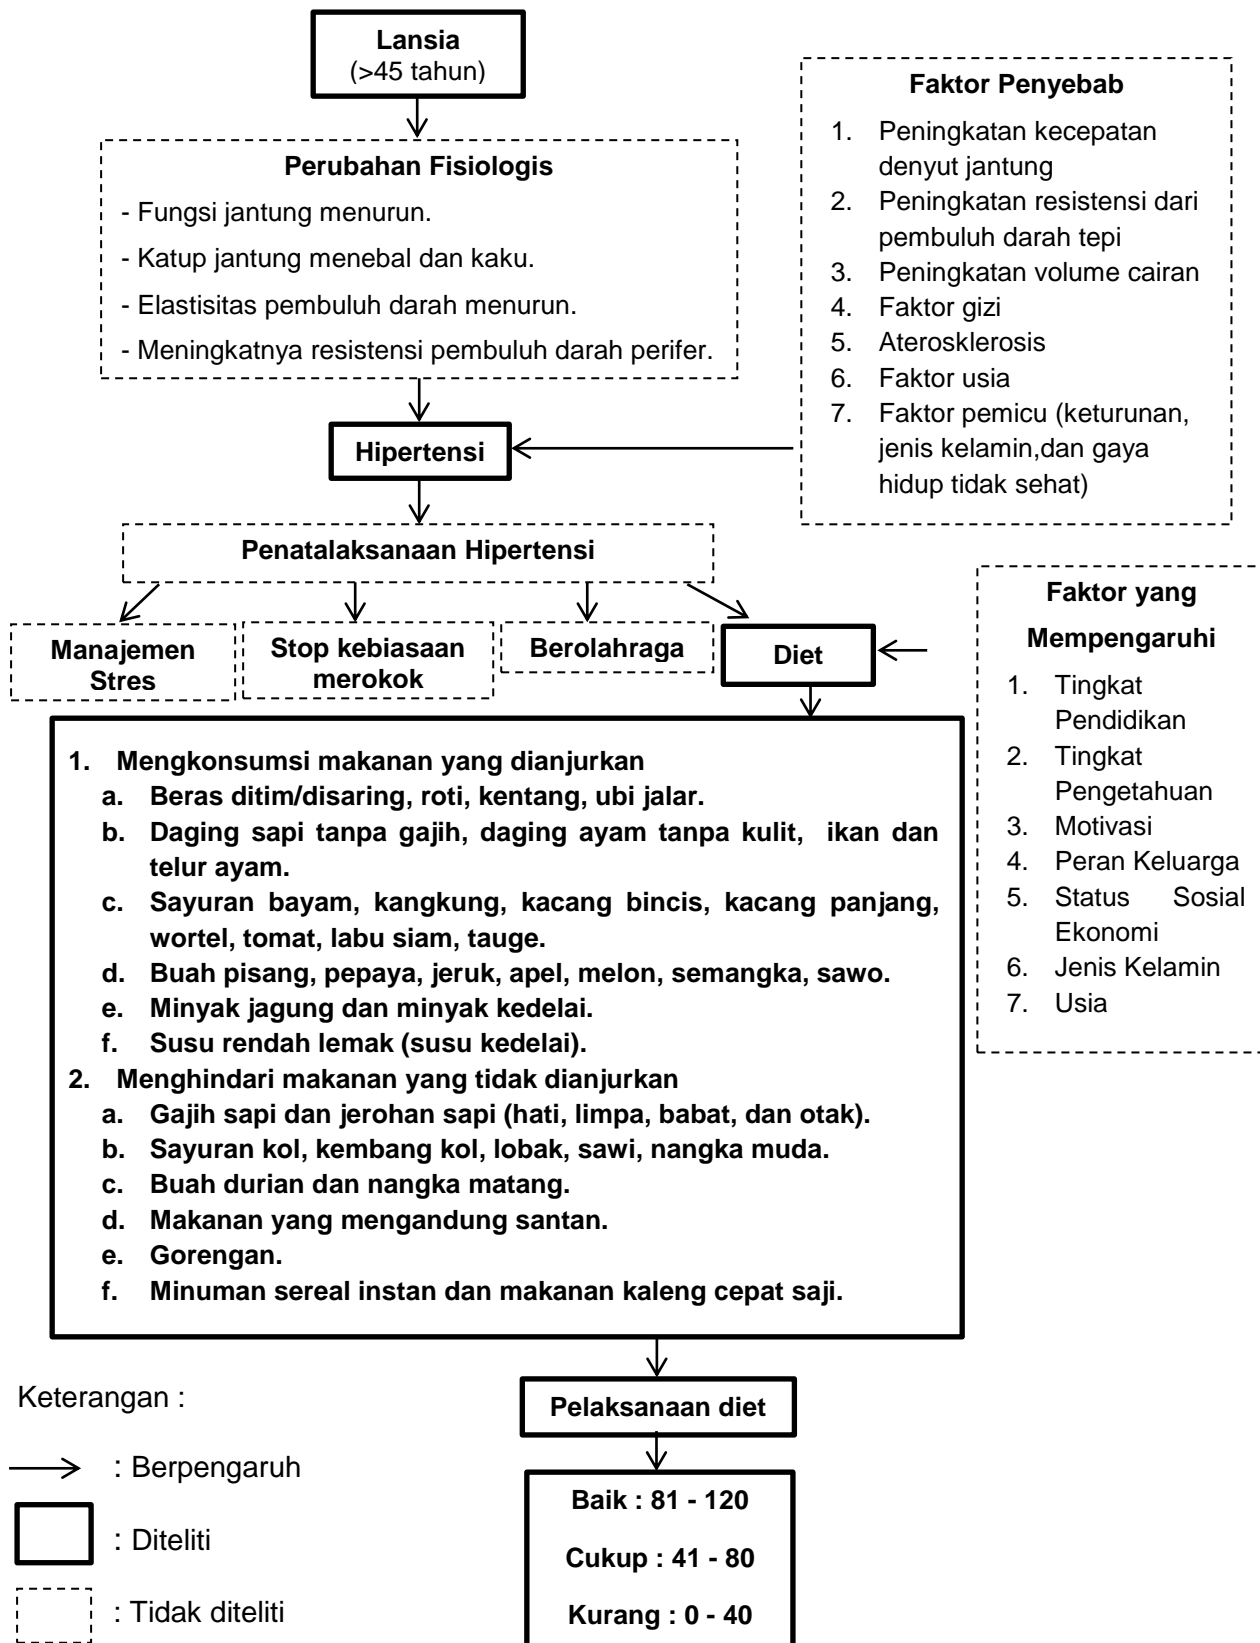 Lansia
(>45 tahun)
Faktor Penyebab
1. Peningkatan kecepatan
denyut jantung
2. Peningkatan resistensi dari
pembuluh darah tepi
3. Peningkatan volume cairan
4. Faktor gizi
5. Aterosklerosis
6. Faktor usia
7. Faktor pemicu (keturunan,
jenis kelamin,dan gaya
hidup tidak sehat)
Perubahan Fisiologis
- Fungsi jantung menurun.
- Katup jantung menebal dan kaku.
- Elastisitas pembuluh darah menurun.
- Meningkatnya resistensi pembuluh darah perifer.
Hipertensi
Penatalaksanaan Hipertensi
Manajemen
Stres
Stop kebiasaan
merokok
Berolahraga
Diet
Faktor yang
Mempengaruhi
1. Tingkat
Pendidikan
2. Tingkat
Pengetahuan
3. Motivasi
4. Peran Keluarga
5. Status Sosial
Ekonomi
6. Jenis Kelamin
7. Usia
1. Mengkonsumsi makanan yang dianjurkan
a. Beras ditim/disaring, roti, kentang, ubi jalar.
b. Daging sapi tanpa gajih, daging ayam tanpa kulit, ikan dan
telur ayam.
c. Sayuran bayam, kangkung, kacang bincis, kacang panjang,
wortel, tomat, labu siam, tauge.
d. Buah pisang, pepaya, jeruk, apel, melon, semangka, sawo.
e. Minyak jagung dan minyak kedelai.
f. Susu rendah lemak (susu kedelai).
2. Menghindari makanan yang tidak dianjurkan
a. Gajih sapi dan jerohan sapi (hati, limpa, babat, dan otak).
b. Sayuran kol, kembang kol, lobak, sawi, nangka muda.
c. Buah durian dan nangka matang.
d. Makanan yang mengandung santan.
e. Gorengan.
f. Minuman sereal instan dan makanan kaleng cepat saji.
Pelaksanaan diet
Baik : 81 - 120
Cukup : 41 - 80
Kurang : 0 - 40
Keterangan :
: Berpengaruh
: Diteliti
: Tidak diteliti